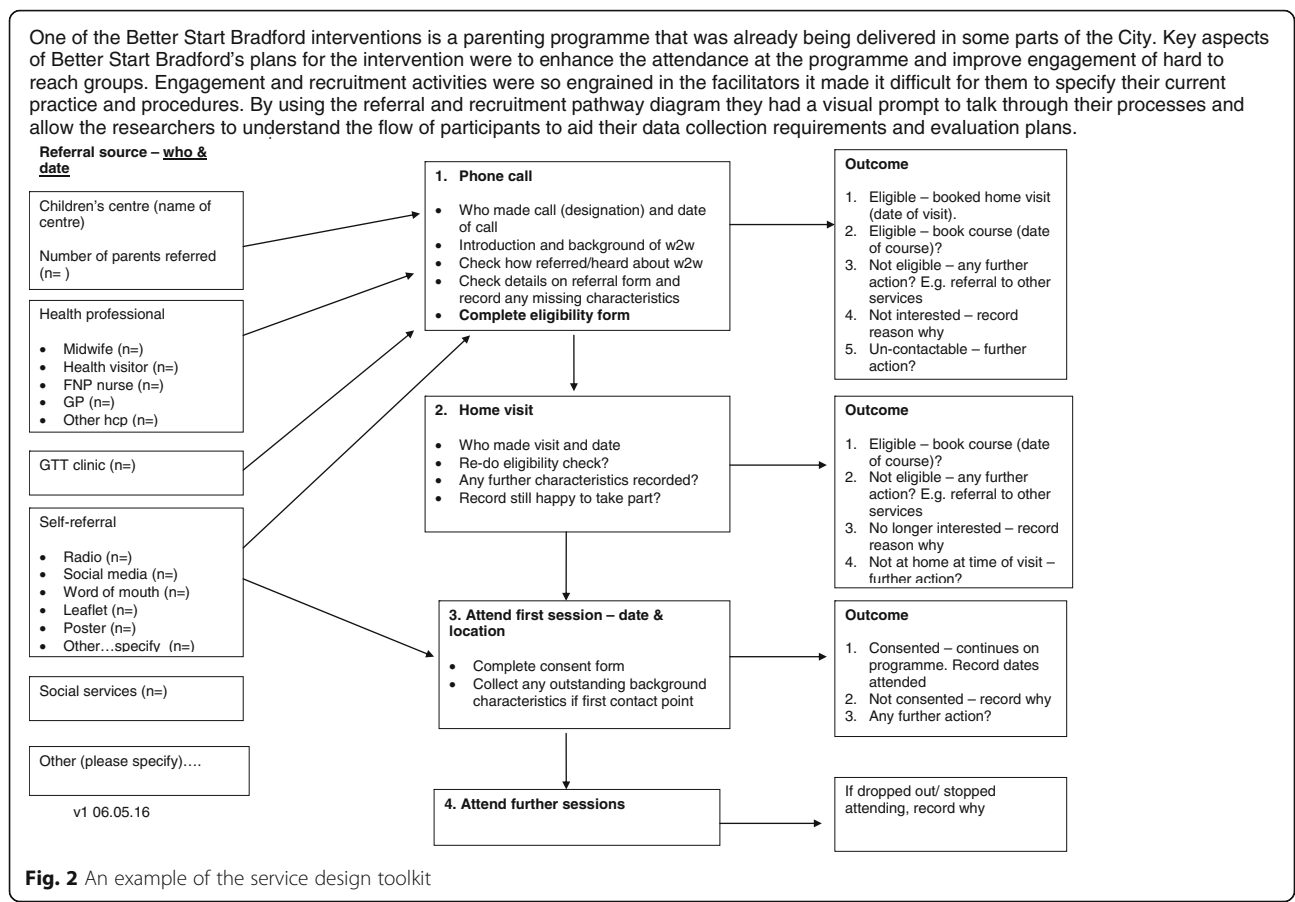 One of the Better Start Bradford interventions is a parenting programme that was already being delivered in some parts of the City. Key aspects
of Better Start Bradford's plans for the intervention were to enhance the attendance at the programme and improve engagement of hard to
reach groups. Engagement and recruitment activities were so engrained in the facilitators it made it difficult for them to specify their current
practice and procedures. By using the referral and recruitment pathway diagram they had a visual prompt to talk through their processes and
allow the researchers to understand the flow of participants to aid their data collection requirements and evaluation plans.
Referral source – who &
date
Children's centre (name of
centre)
Number of parents referred
(n= )
Health professional
• Midwife (n=)
• Health visitor (n=)
• FNP nurse (n=)
• GP (n=)
• Other hcp (n=)
GTT clinic (n=)
Self-referral
• Radio (n=)
• Social media (n=)
• Word of mouth (n=)
• Leaflet (n=)
• Poster (n=)
• Other…specify (n=)
Social services (n=)
Other (please specify)….
v1 06.05.16
1. Phone call
• Who made call (designation) and date
of call
• Introduction and background of w2w
• Check how referred/heard about w2w
• Check details on referral form and
record any missing characteristics
• Complete eligibility form
2. Home visit
• Who made visit and date
• Re-do eligibility check?
• Any further characteristics recorded?
• Record still happy to take part?
3. Attend first session – date &
location
• Complete consent form
• Collect any outstanding background
characteristics if first contact point
4. Attend further sessions
Outcome
1. Eligible – booked home visit
(date of visit).
2. Eligible – book course (date
of course)?
3. Not eligible – any further
action? E.g. referral to other
services
4. Not interested – record
reason why
5. Un-contactable – further
action?
Outcome
1. Eligible – book course (date
of course)?
2. Not eligible – any further
action? E.g. referral to other
services
3. No longer interested – record
reason why
4. Not at home at time of visit –
further action?
Outcome
1. Consented – continues on
programme. Record dates
attended
2. Not consented – record why
3. Any further action?
If dropped out/ stopped
attending, record why
Fig. 2 An example of the service design toolkit